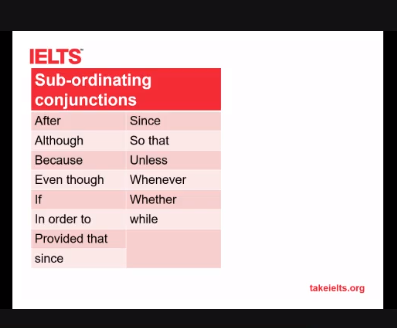 IELTS™
Sub-ordinating
conjunctions
After Since
Although So that
Because Unless
Even though Whenever
If Whether
In order to while
Provided that
since
takeielts.org